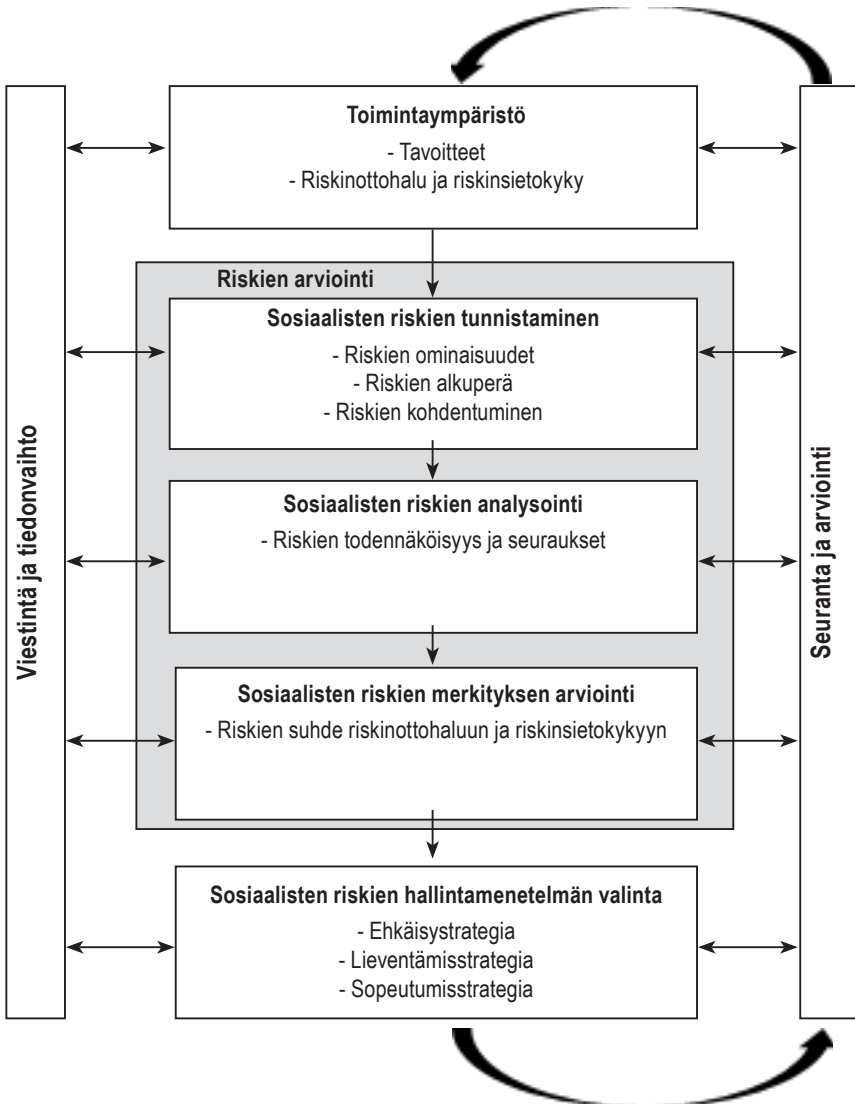 Toimintaympäristö
- Tavoitteet
- Riskinottohalu ja riskinsietokyky
Riskien arviointi
Sosiaalisten riskien tunnistaminen
- Riskien ominaisuudet
- Riskien alkuperä
- Riskien kohdentuminen
Sosiaalisten riskien analysointi
- Riskien todennäköisyys ja seuraukset
Sosiaalisten riskien merkityksen arviointi
- Riskien suhde riskinottohaluun ja riskinsietokykyyn
Sosiaalisten riskien hallintamenetelmän valinta
- Ehkäisystrategia
- Lieventämisstrategia
- Sopeutumisstrategia
Viestintä ja tiedonvaihto
Seuranta ja arviointi